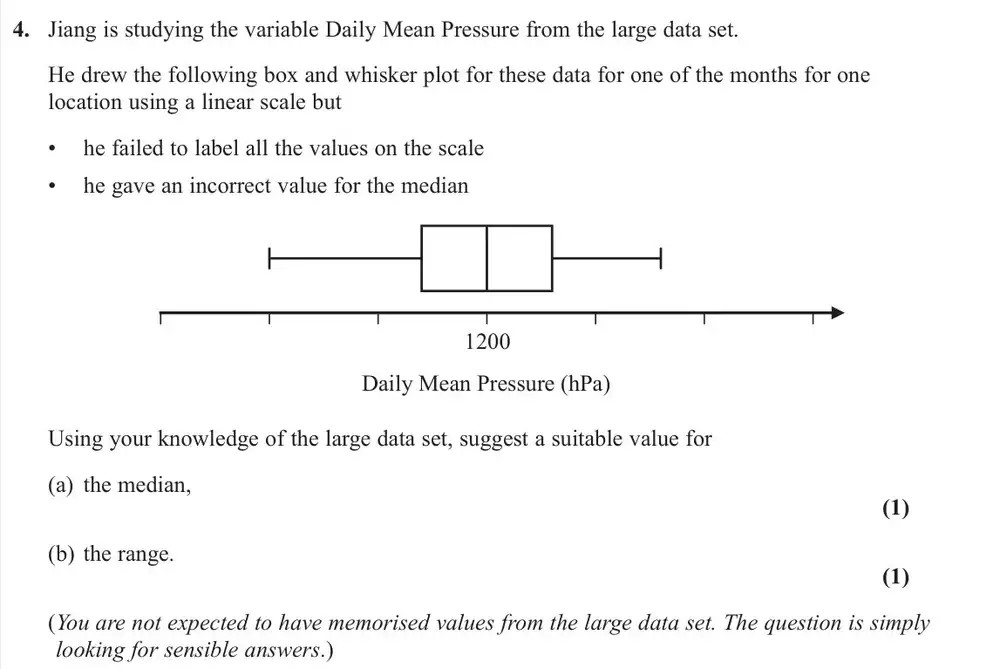 4. Jiang is studying the variable Daily Mean Pressure from the large data set.
He drew the following box and whisker plot for these data for one of the months for one
location using a linear scale but
• he failed to label all the values on the scale
• he gave an incorrect value for the median
1200
Daily Mean Pressure (hPa)
Using your knowledge of the large data set, suggest a suitable value for
(a) the median,
(1)
(b) the range.
(1)
(You are not expected to have memorised values from the large data set. The question is simply
looking for sensible answers.)